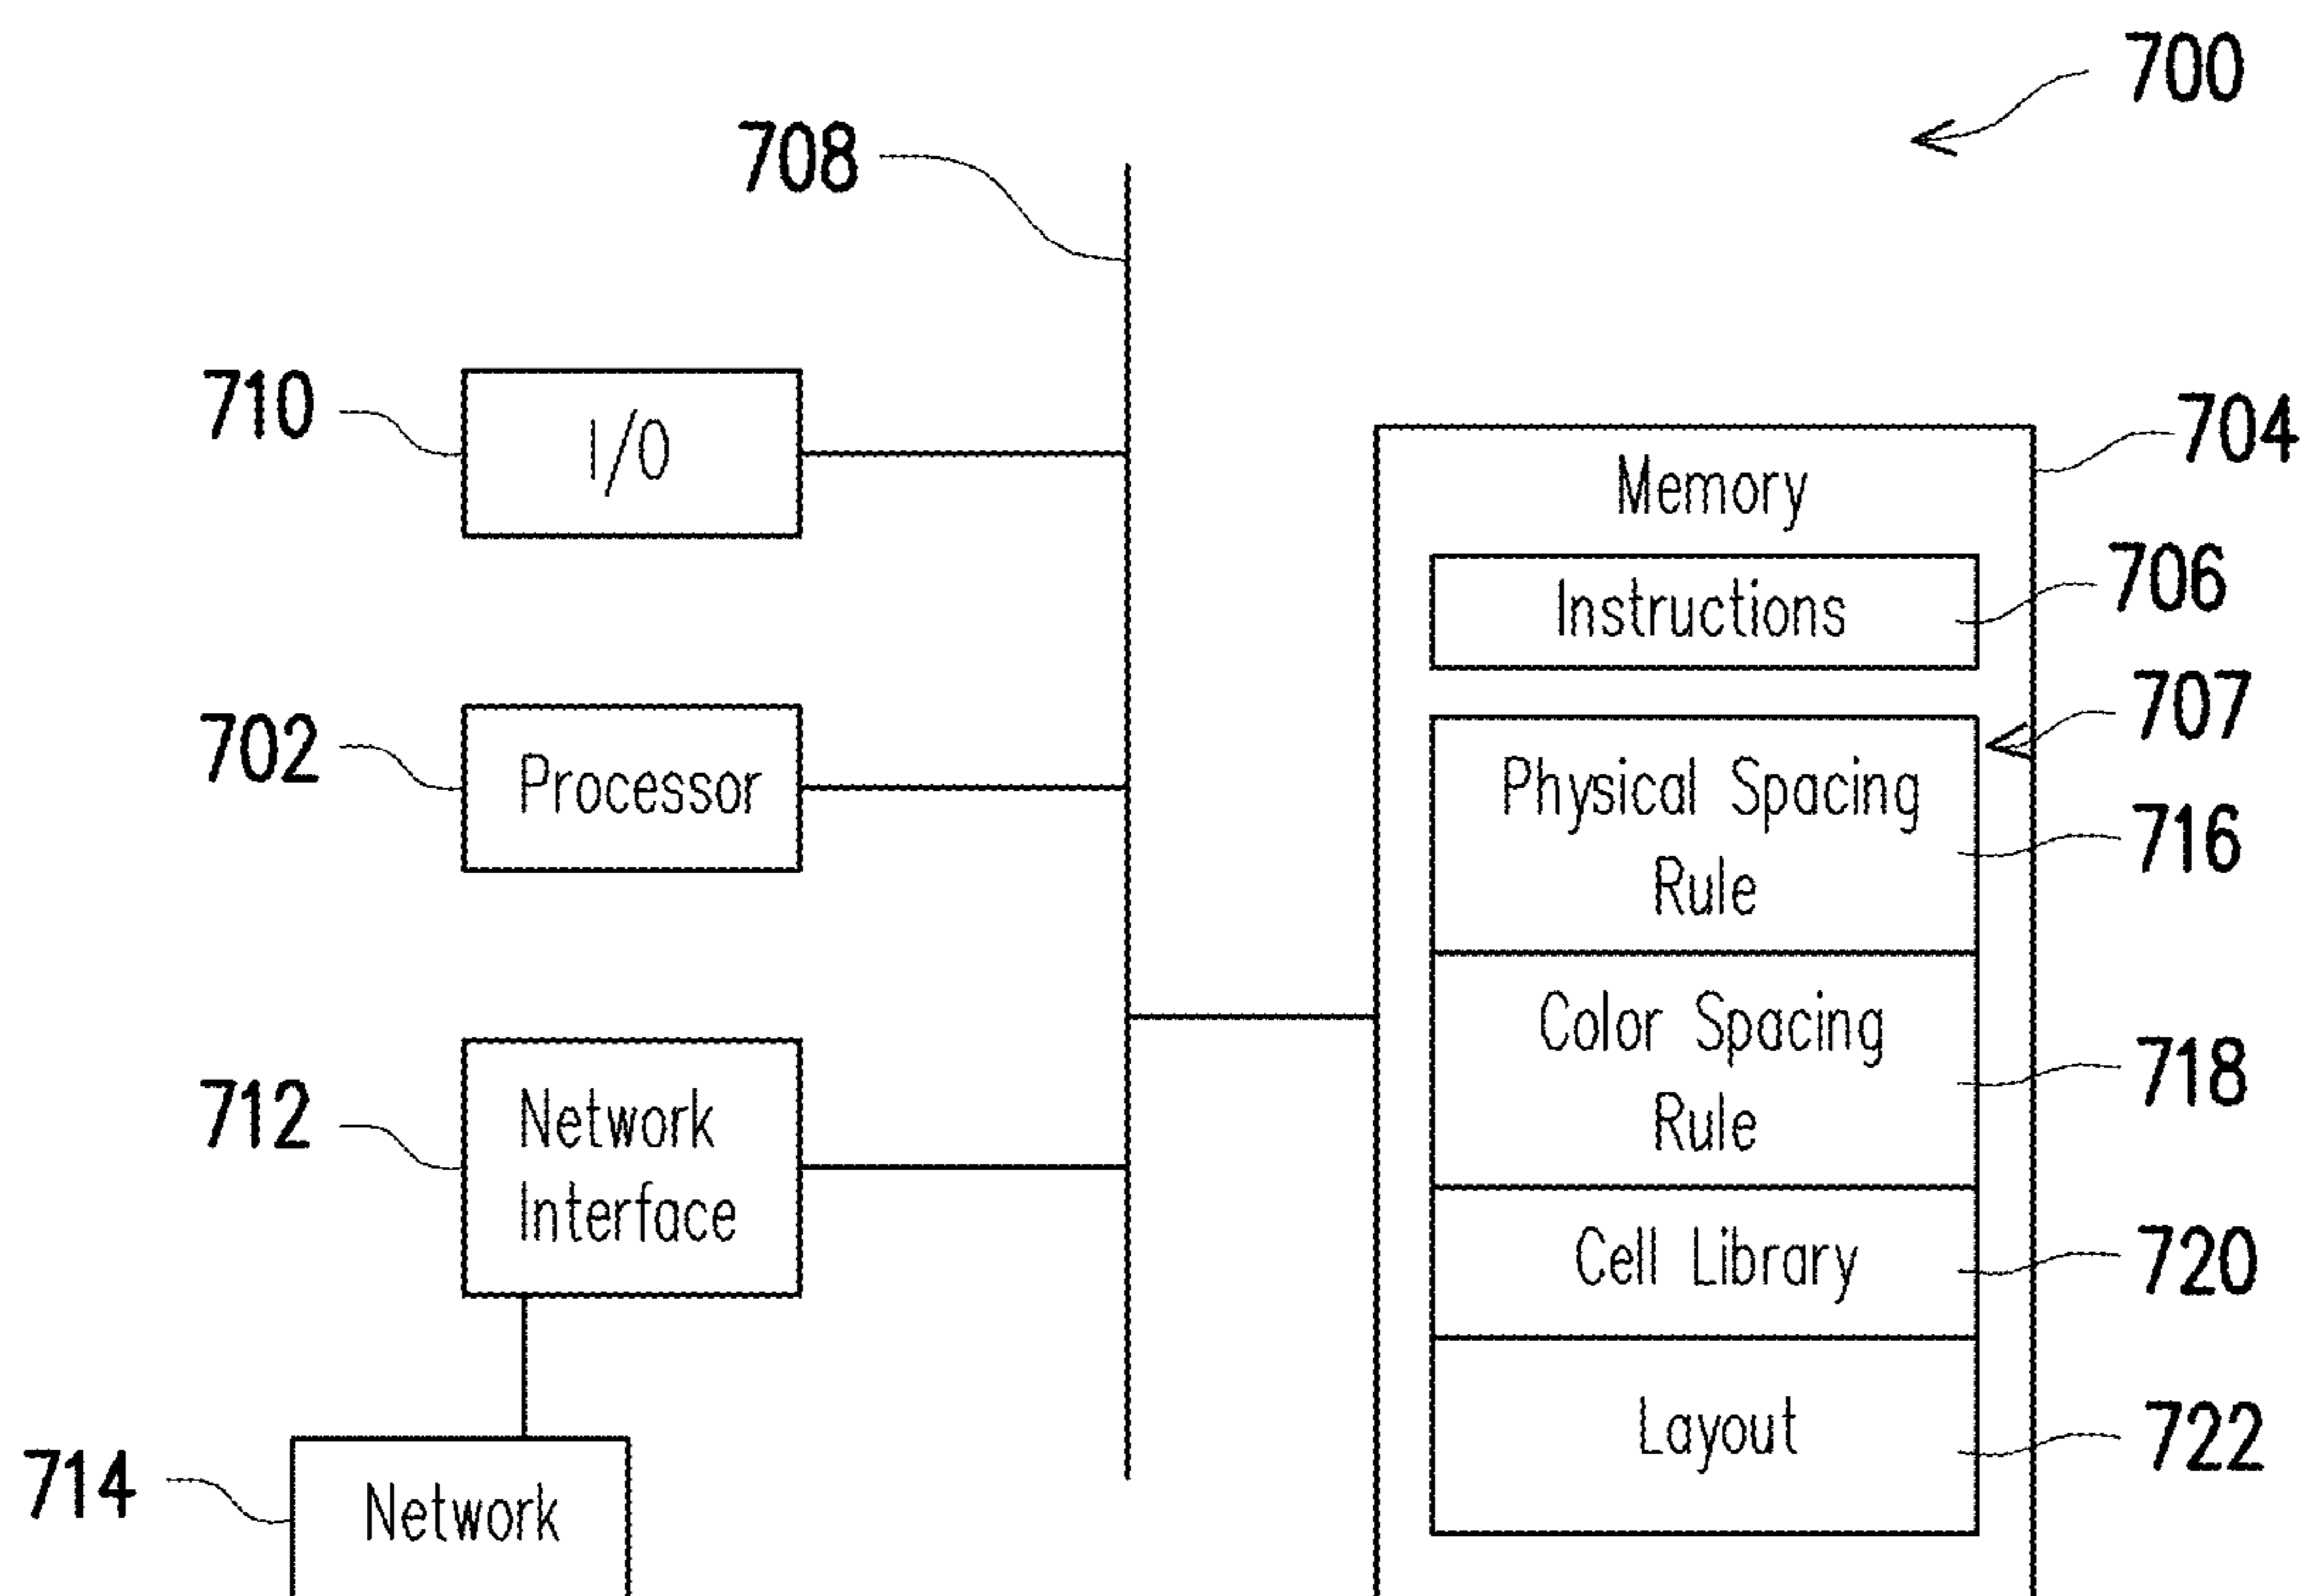 700
708
710
I/O
704
Memory
706
Instructions
707
702
Processor
Physical Spacing
Rule
716
Color Spacing
Rule
718
712
Network
Interface
Cell Library
720
Layout
722
714
Network